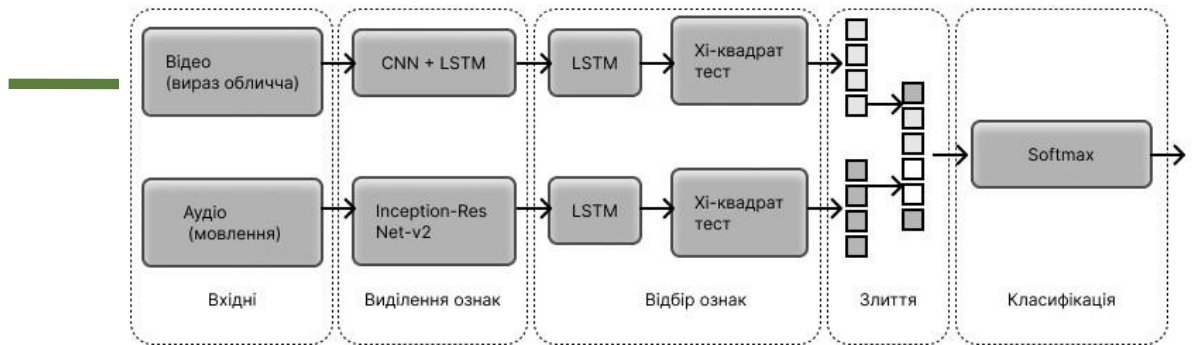 Відео
(вираз обличча)
CNN + LSTM
LSTM
Хі-квадрат
тест
Softmax
Аудіо
(мовлення)
Inception-Res
Net-v2
LSTM
Хі-квадрат
тест
Вхідні
Виділення ознак
Відбір ознак
Злиття
Класифікація